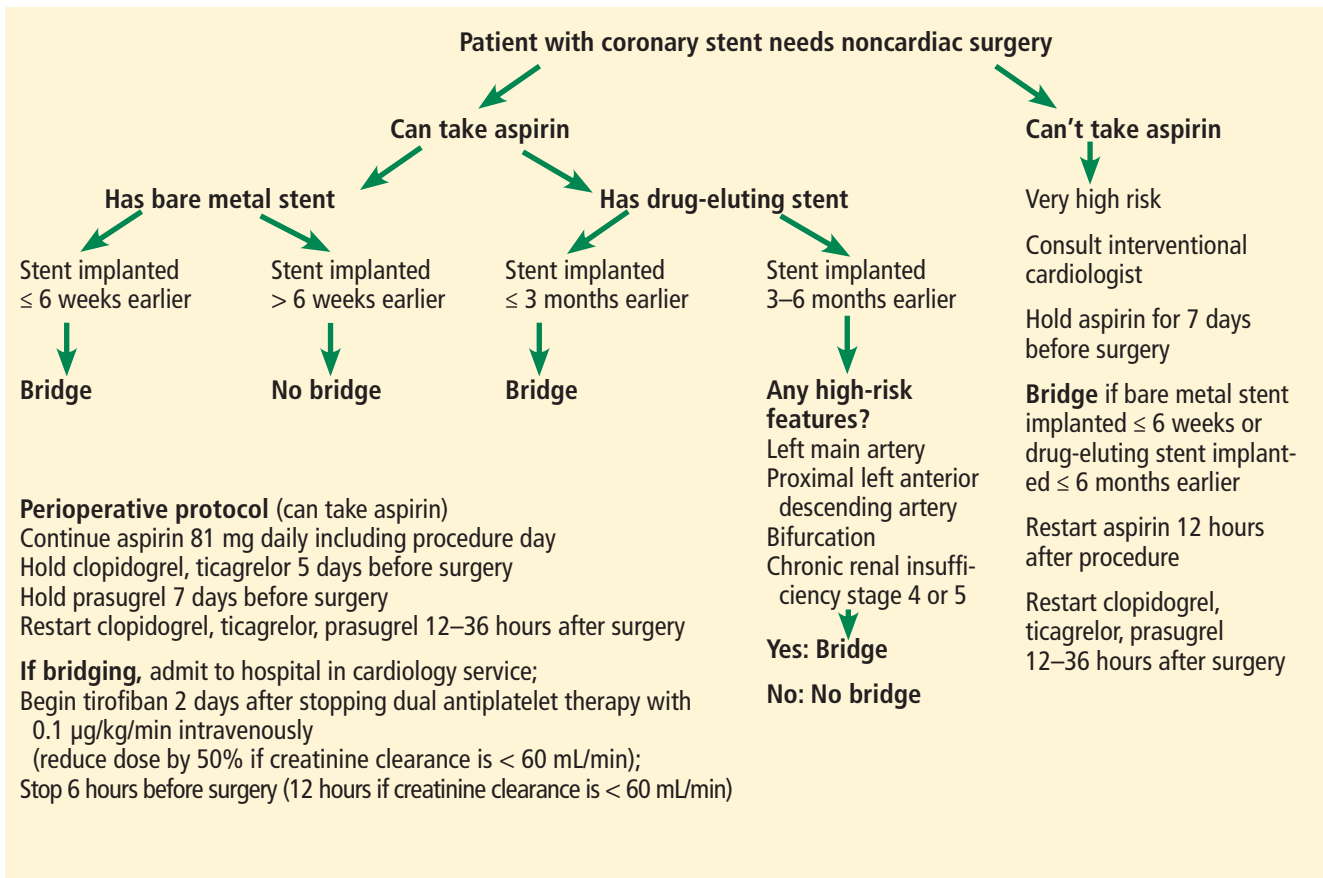 Patient with coronary stent needs noncardiac surgery
Can take aspirin
Has bare metal stent
Stent implanted
≤ 6 weeks earlier
Bridge
Stent implanted
> 6 weeks earlier
No bridge
Has drug-eluting stent
Stent implanted
≤ 3 months earlier
Bridge
Stent implanted
3–6 months earlier
Any high-risk
features?
Left main artery
Proximal left anterior
descending artery
Bifurcation
Chronic renal insuffi-
ciency stage 4 or 5
Yes: Bridge
No: No bridge
Can't take aspirin
Very high risk
Consult interventional
cardiologist
Hold aspirin for 7 days
before surgery
Bridge if bare metal stent
implanted ≤ 6 weeks or
drug-eluting stent implant-
ed ≤ 6 months earlier
Restart aspirin 12 hours
after procedure
Restart clopidogrel,
ticagrelor, prasugrel
12–36 hours after surgery
Perioperative protocol (can take aspirin)
Continue aspirin 81 mg daily including procedure day
Hold clopidogrel, ticagrelor 5 days before surgery
Hold prasugrel 7 days before surgery
Restart clopidogrel, ticagrelor, prasugrel 12–36 hours after surgery
If bridging, admit to hospital in cardiology service;
Begin tirofiban 2 days after stopping dual antiplatelet therapy with
0.1 µg/kg/min intravenously
(reduce dose by 50% if creatinine clearance is < 60 mL/min);
Stop 6 hours before surgery (12 hours if creatinine clearance is < 60 mL/min)